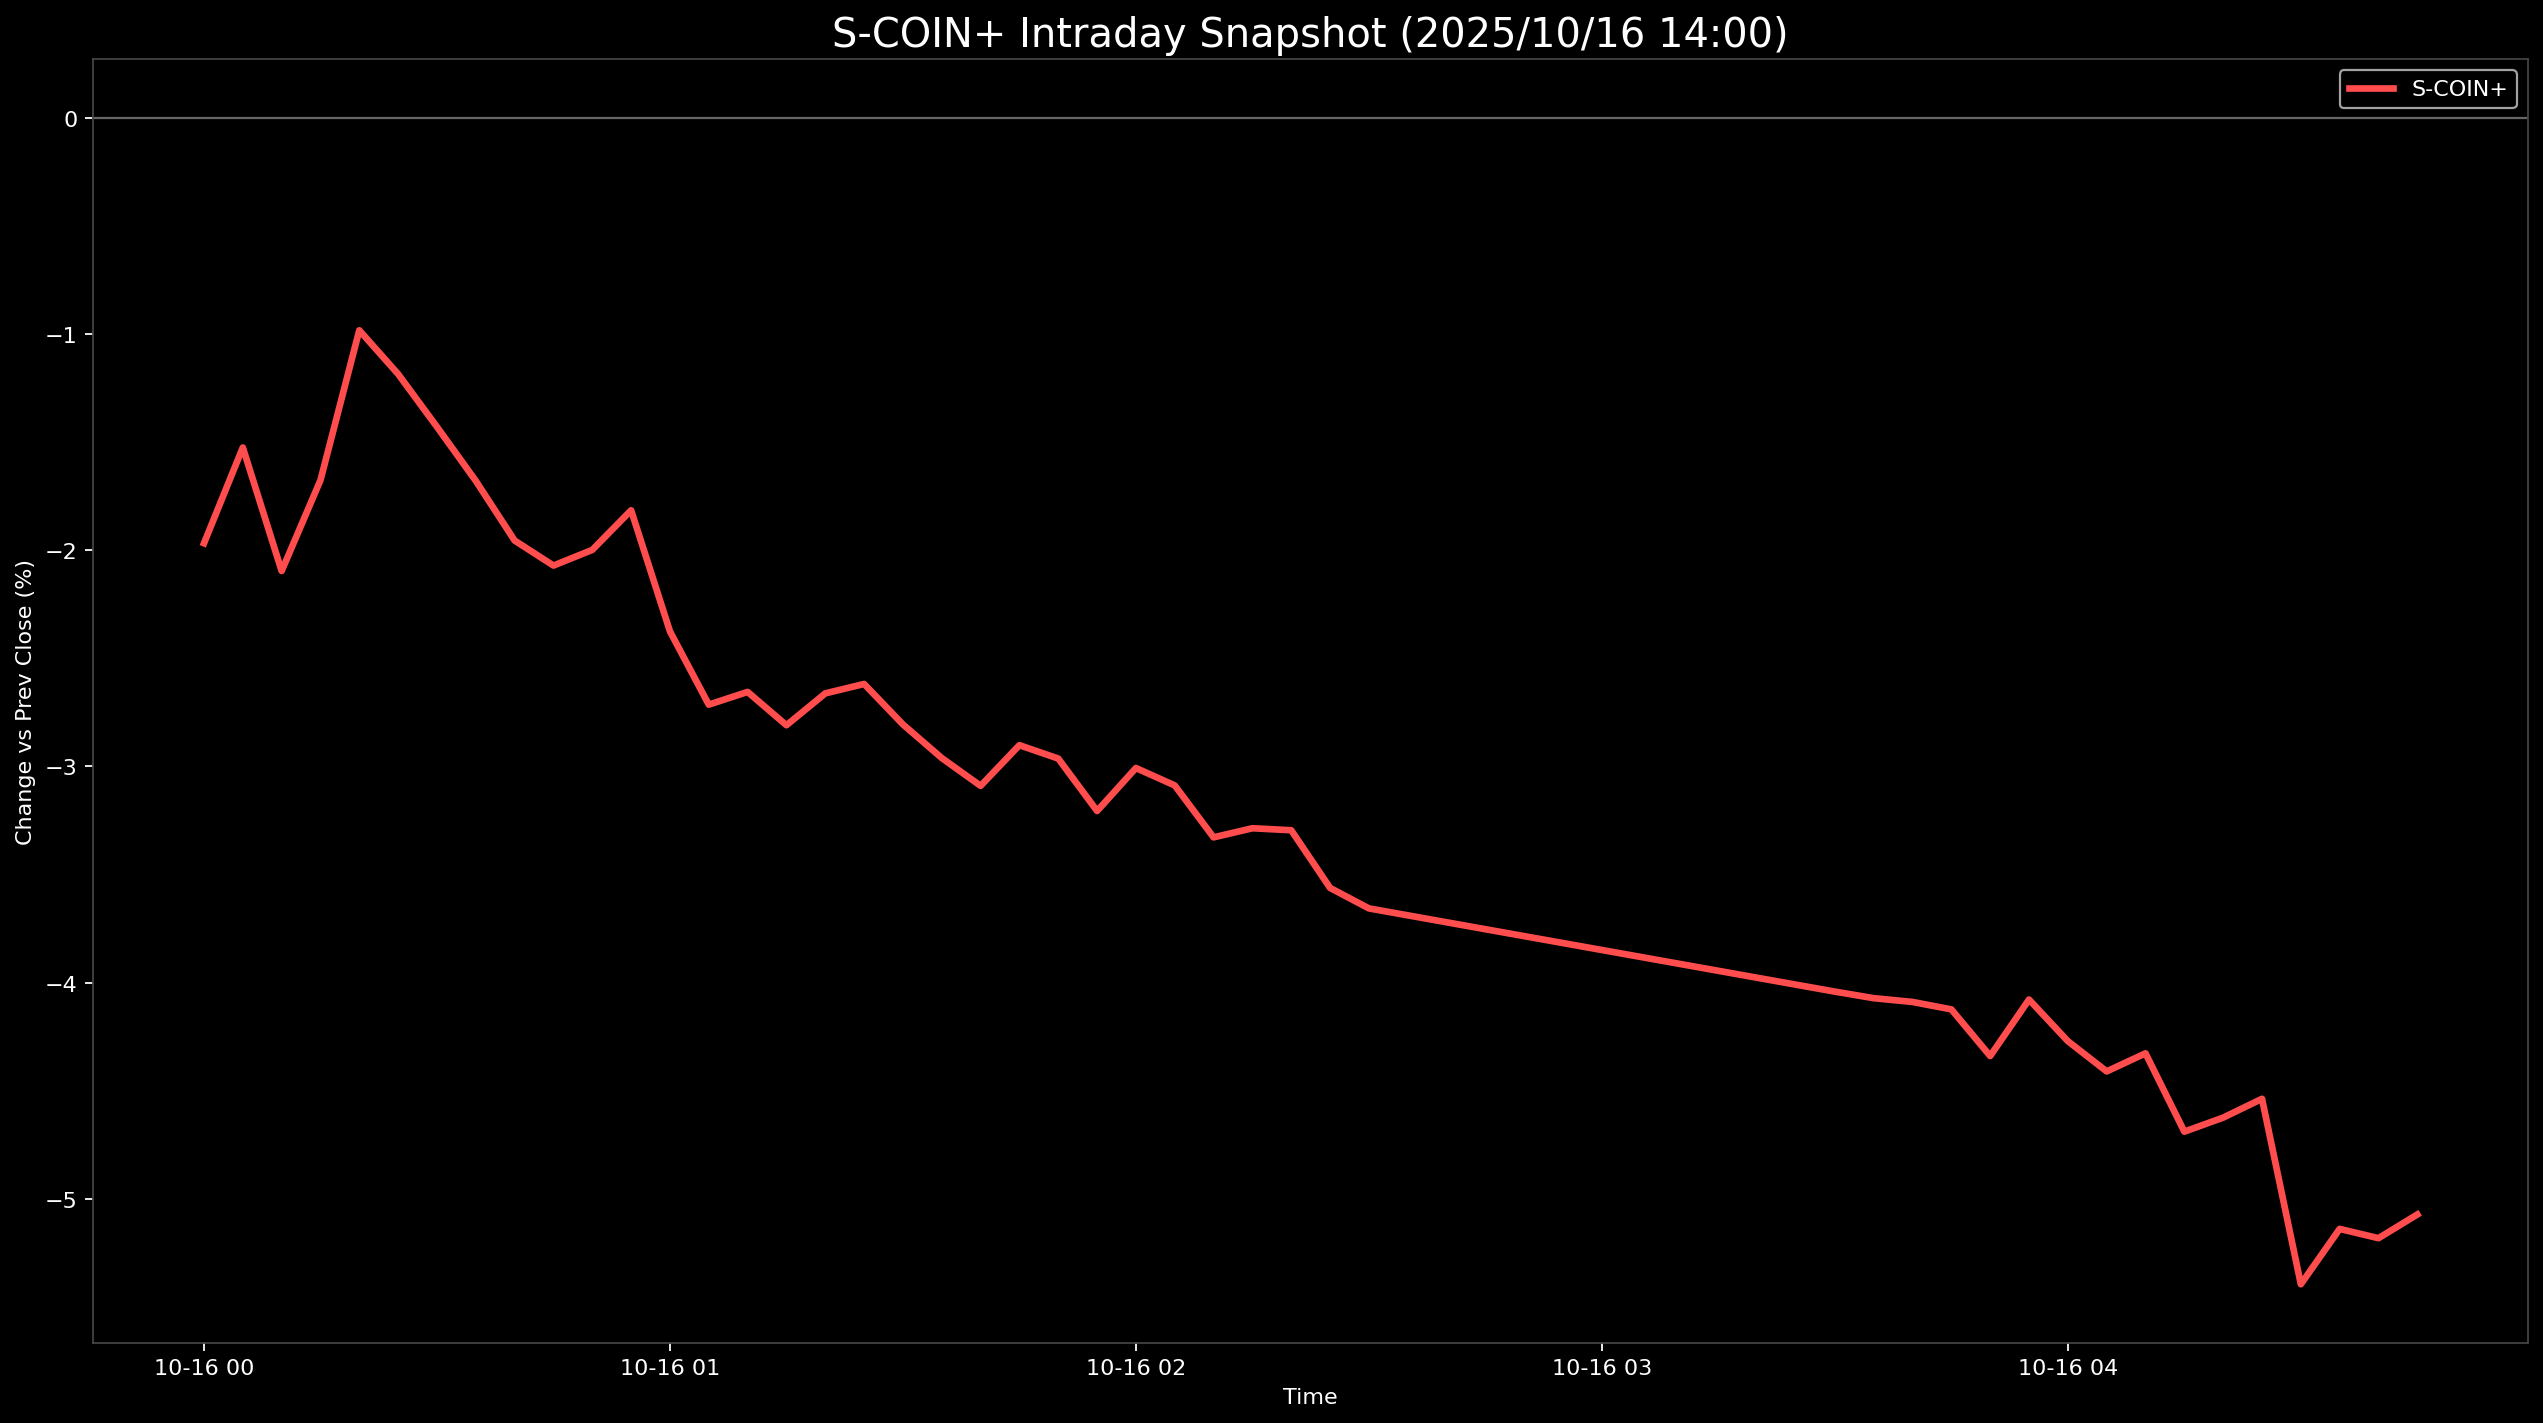 S-COIN+ Intraday Snapshot (2025/10/16 14:00)
S-COIN+
0
−1
−2
−3
−4
−5
Change vs Prev Close (%)
10-16 00
10-16 01
10-16 02
10-16 03
10-16 04
Time